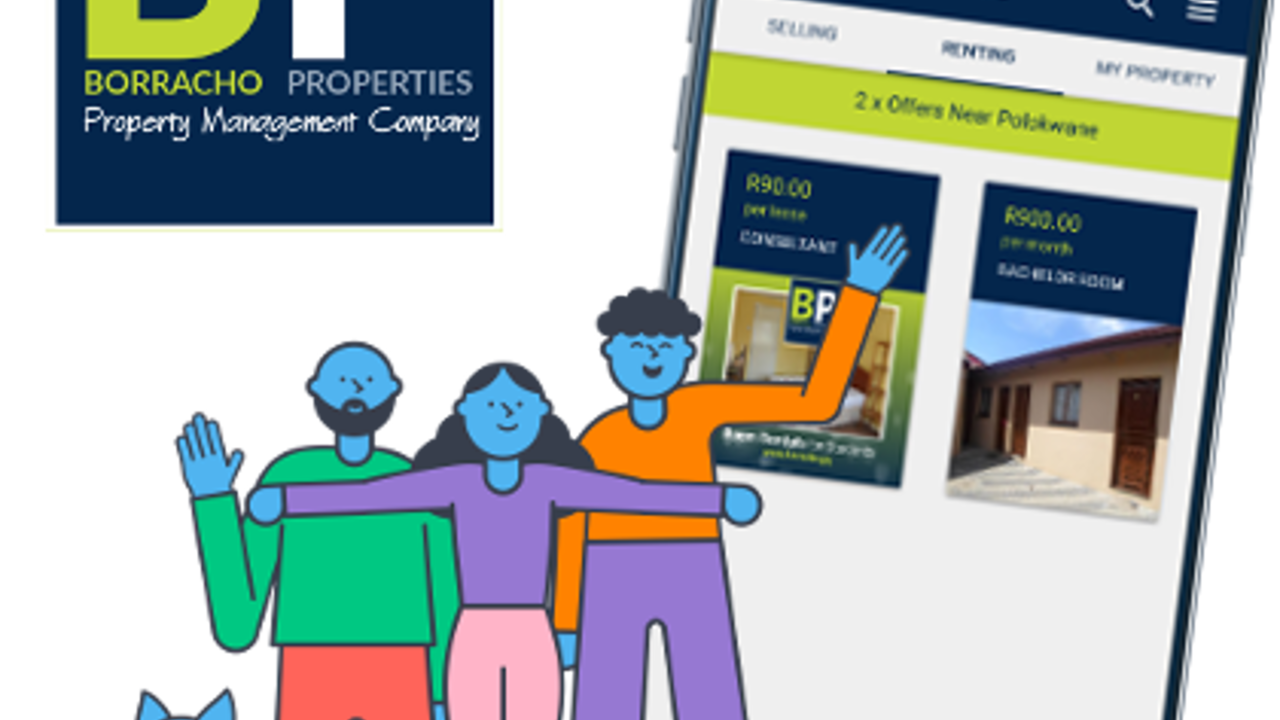 BP
BORRACHO PROPERTIES
Property Management Company
SELLING
RENTING
MY PROPERTY
2 x Offers Near Polokwane
R90.00
per lease
CONSULTANT
BP
R900.00
per month
BACHELOR ROOM